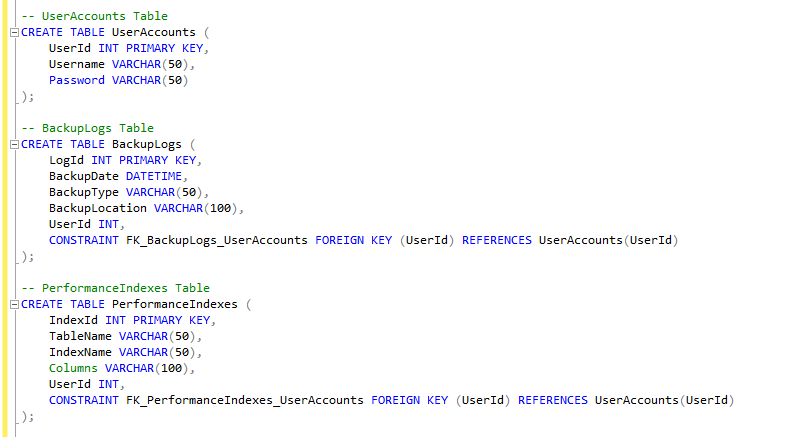 -- UserAccounts Table
CREATE TABLE UserAccounts (
    UserId INT PRIMARY KEY,
    Username VARCHAR(50),
    Password VARCHAR(50)
);

-- BackupLogs Table
CREATE TABLE BackupLogs (
    LogId INT PRIMARY KEY,
    BackupDate DATETIME,
    BackupType VARCHAR(50),
    BackupLocation VARCHAR(100),
    UserId INT,
    CONSTRAINT FK_BackupLogs_UserAccounts FOREIGN KEY (UserId) REFERENCES UserAccounts(UserId)
);

-- PerformanceIndexes Table
CREATE TABLE PerformanceIndexes (
    IndexId INT PRIMARY KEY,
    TableName VARCHAR(50),
    IndexName VARCHAR(50),
    Columns VARCHAR(100),
    UserId INT,
    CONSTRAINT FK_PerformanceIndexes_UserAccounts FOREIGN KEY (UserId) REFERENCES UserAccounts(UserId)
);